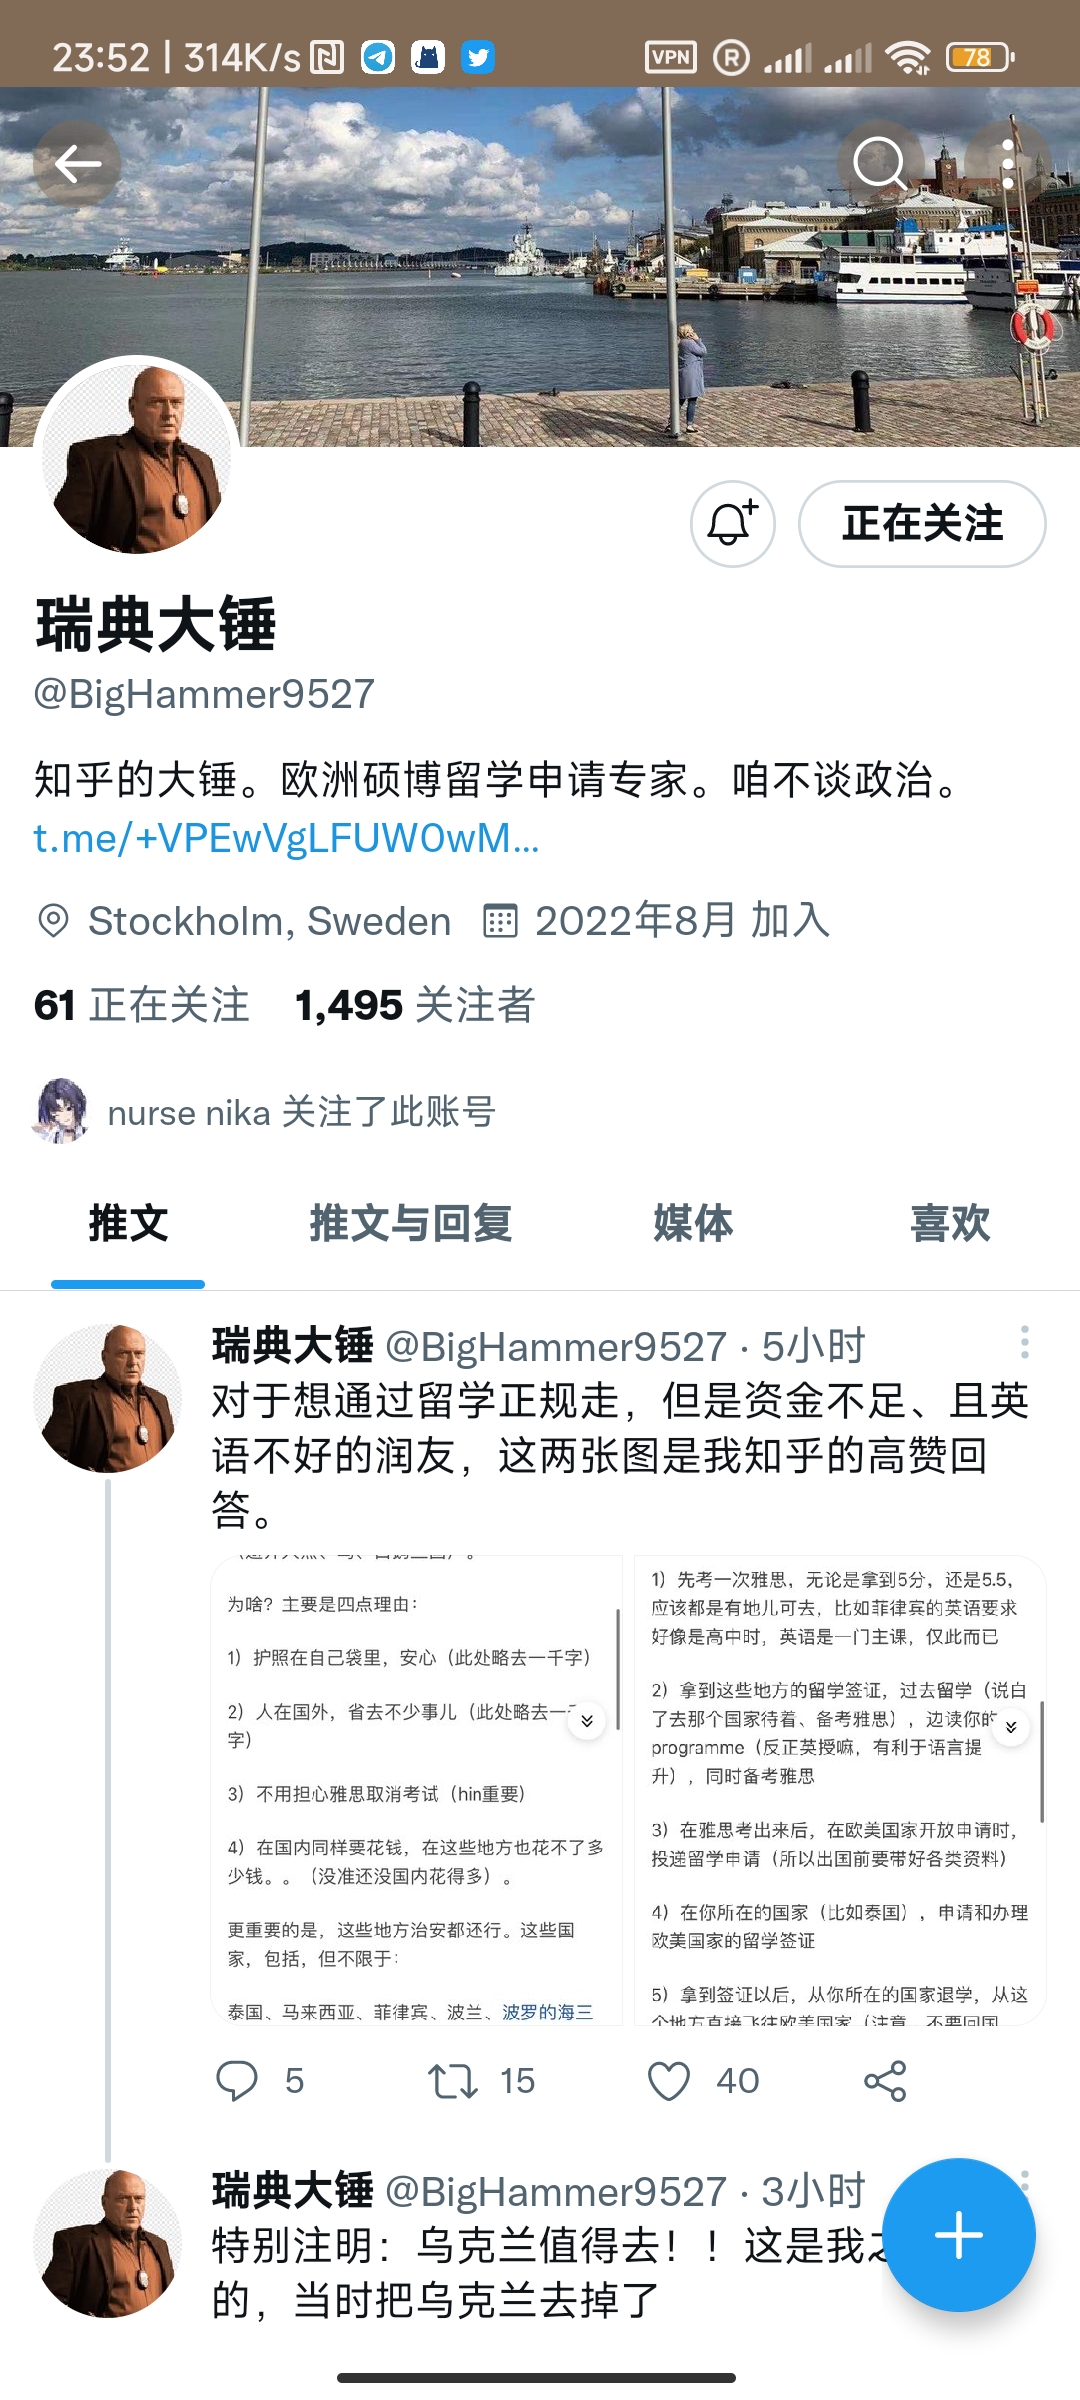 23:52 | 314K/s
VPN
R
78
正在关注
瑞典大锤
@BigHammer9527
知乎的大锤。欧洲硕博留学申请专家。咱不谈政治。
t.me/+VPEwVgLFUW0wM...
Stockholm, Sweden 2022年8月 加入
61 正在关注 1,495 关注者
nurse nika 关注了此账号
推文 推文与回复 媒体 喜欢
瑞典大锤 @BigHammer9527 · 5小时
对于想通过留学正规走，但是资金不足、且英
语不好的润友，这两张图是我知乎的高赞回
答。
为啥？主要是四点理由：
1）护照在自己袋里，安心（此处略去一千字）
2）人在国外，省去不少事儿（此处略去一
字）
3）不用担心雅思取消考试（hin重要）
4）在国内同样要花钱，在这些地方也花不了多
少钱。。（没准还没国内花得多）。
更重要的是，这些地方治安都还行。这些国
家，包括，但不限于：
泰国、马来西亚、菲律宾、波兰、波罗的海三
1）先考一次雅思，无论是拿到5分，还是5.5，
应该都是有地儿可去，比如菲律宾的英语要求
好像是高中时，英语是一门主课，仅此而已
2）拿到这些地方的留学签证，过去留学（说白
了去那个国家待着、备考雅思），边读你的
programme（反正英授嘛，有利于语言提
升），同时备考雅思
3）在雅思考出来后，在欧美国家开放申请时，
投递留学申请（所以出国前要带好各类资料）
4）在你所在的国家（比如泰国），申请和办理
欧美国家的留学签证
5）拿到签证以后，从你所在的国家退学，从这
个地方直接飞往欧美国家（注意，不要回国
5 15 40
瑞典大锤 @BigHammer9527 · 3小时
特别注明：乌克兰值得去！！这是我之
的，当时把乌克兰去掉了